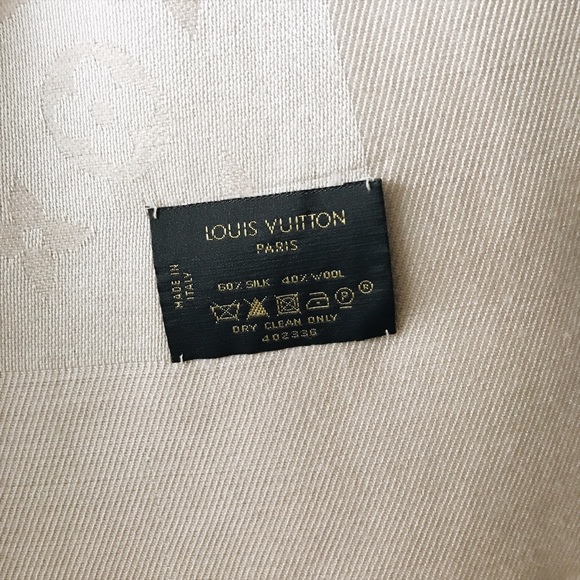 LOUIS VUITTON
PARIS
MADE IN
ITALY
60% SILK 40% WOOL
P ®
DRY CLEAN ONLY
402336